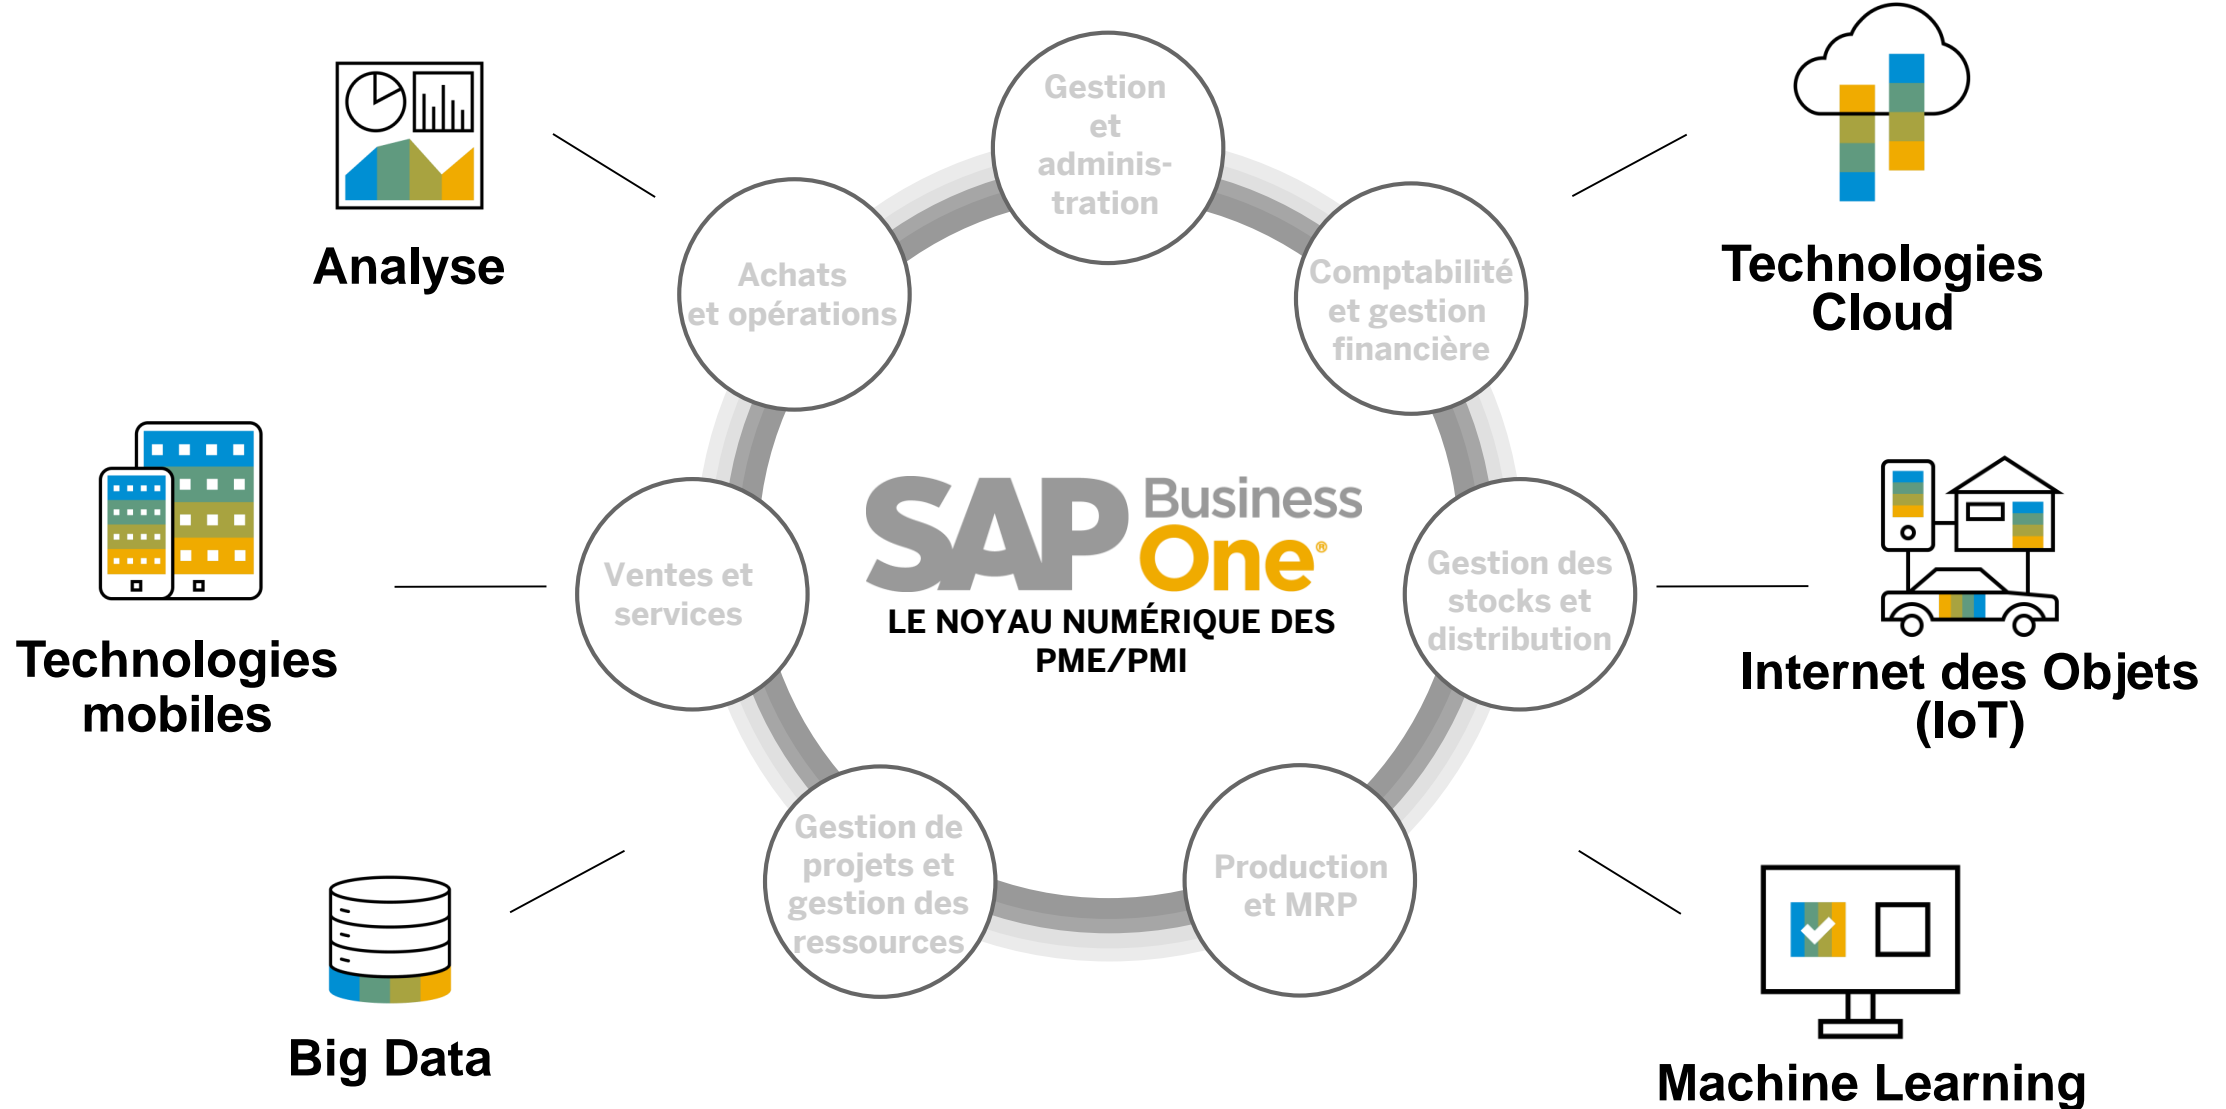 Gestion
et
adminis-
tration
Analyse
Achats
et opérations
Comptabilité
et gestion
financière
Technologies
Cloud
SAP Business
One®
LE NOYAU NUMÉRIQUE DES
PME/PMI
Ventes et
services
Gestion des
stocks et
distribution
Technologies
mobiles
Internet des Objets
(IoT)
Gestion de
projets et
gestion des
ressources
Production
et MRP
Big Data
Machine Learning